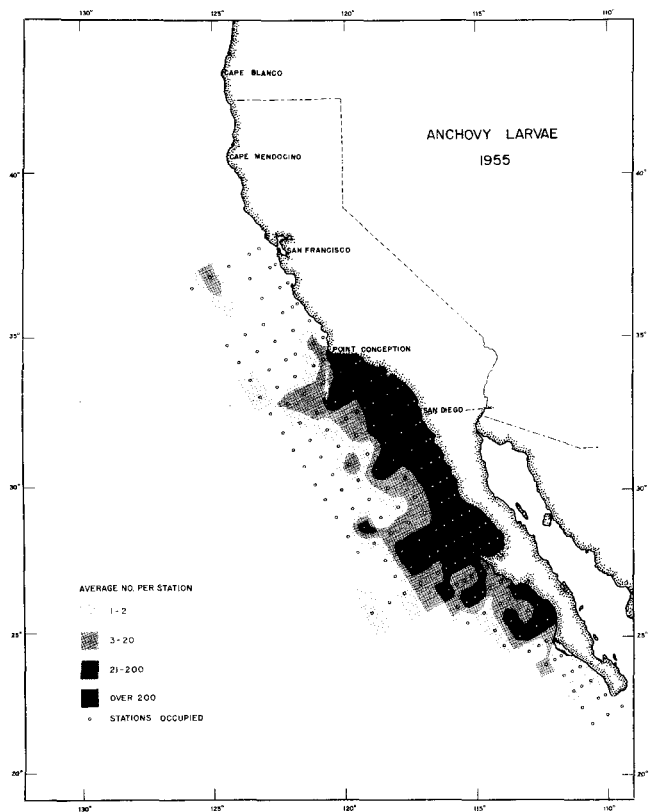 130° 125° 120° 115° 110°
CAPE BLANCO
ANCHOVY LARVAE
1955
CAPE MENDOCINO
40° 40°
SAN FRANCISCO
35° 35°
POINT CONCEPTION
SAN DIEGO
30° 30°
AVERAGE NO. PER STATION
1-2
3-20
21-200
OVER 200
STATIONS OCCUPIED
25° 25°
20° 20°
130° 125° 120° 115° 110°